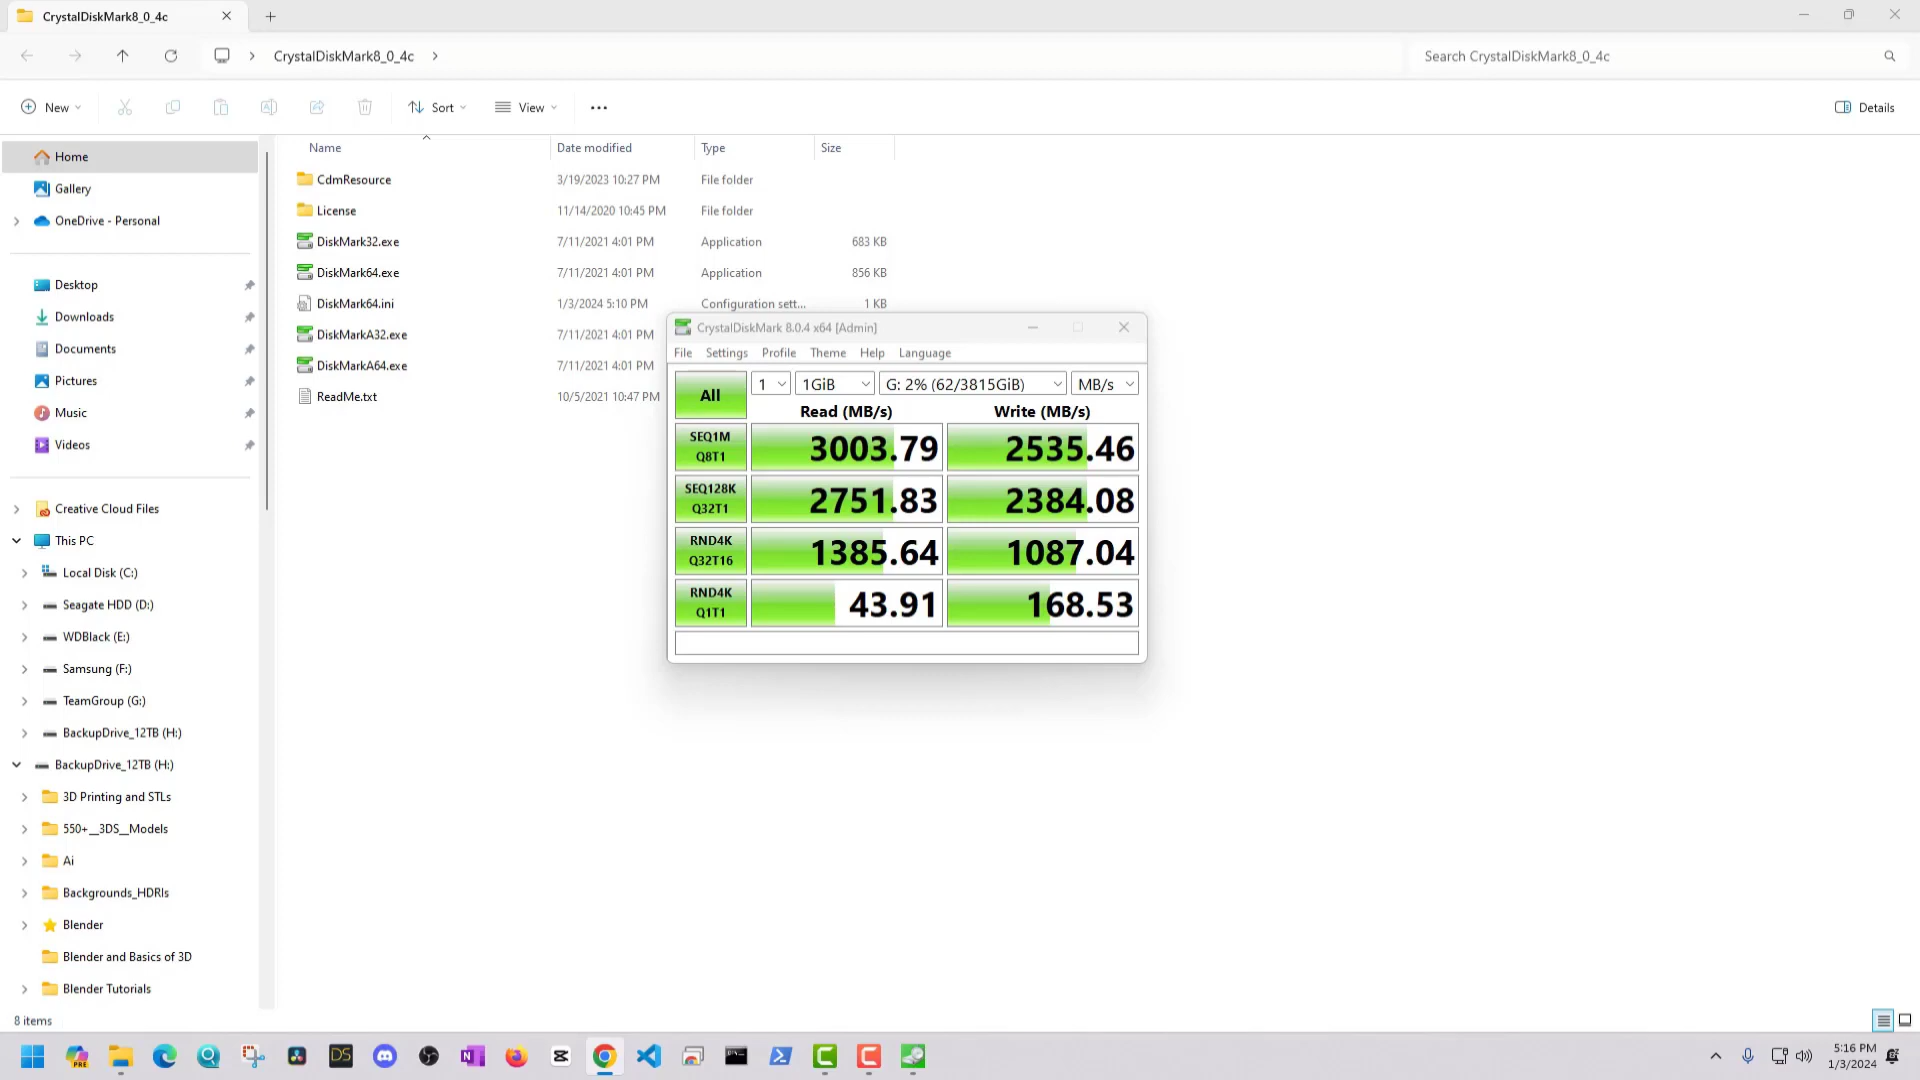 CrystalDiskMark8_0_4c
CrystalDiskMark8_0_4c
Search CrystalDiskMark8_0_4c
New
Sort
View
Details
Home
Gallery
OneDrive - Personal
Desktop
Downloads
Documents
Pictures
Music
Videos
Creative Cloud Files
This PC
Local Disk (C:)
Seagate HDD (D:)
WDBlack (E:)
Samsung (F:)
TeamGroup (G:)
BackupDrive_12TB (H:)
BackupDrive_12TB (H:)
3D Printing and STLs
550+__3DS__Models
Ai
Backgrounds_HDRIs
Blender
Blender and Basics of 3D
Blender Tutorials
Name Date modified Type Size
CdmResource 3/19/2023 10:27 PM File folder
License 11/14/2020 10:45 PM File folder
DiskMark32.exe 7/11/2021 4:01 PM Application 683 KB
DiskMark64.exe 7/11/2021 4:01 PM Application 856 KB
DiskMark64.ini 1/3/2024 5:10 PM Configuration sett... 1 KB
DiskMarkA32.exe 7/11/2021 4:01 PM
DiskMarkA64.exe 7/11/2021 4:01 PM
ReadMe.txt 10/5/2021 10:47 PM
CrystalDiskMark 8.0.4 x64 [Admin]
File Settings Profile Theme Help Language
All 1 1GiB G: 2% (62/3815GiB) MB/s
Read (MB/s) Write (MB/s)
SEQ1M
Q8T1
3003.79 2535.46
SEQ128K
Q32T1
2751.83 2384.08
RND4K
Q32T16
1385.64 1087.04
RND4K
Q1T1
43.91 168.53
8 items
PRE
DS
N
5:16 PM
1/3/2024